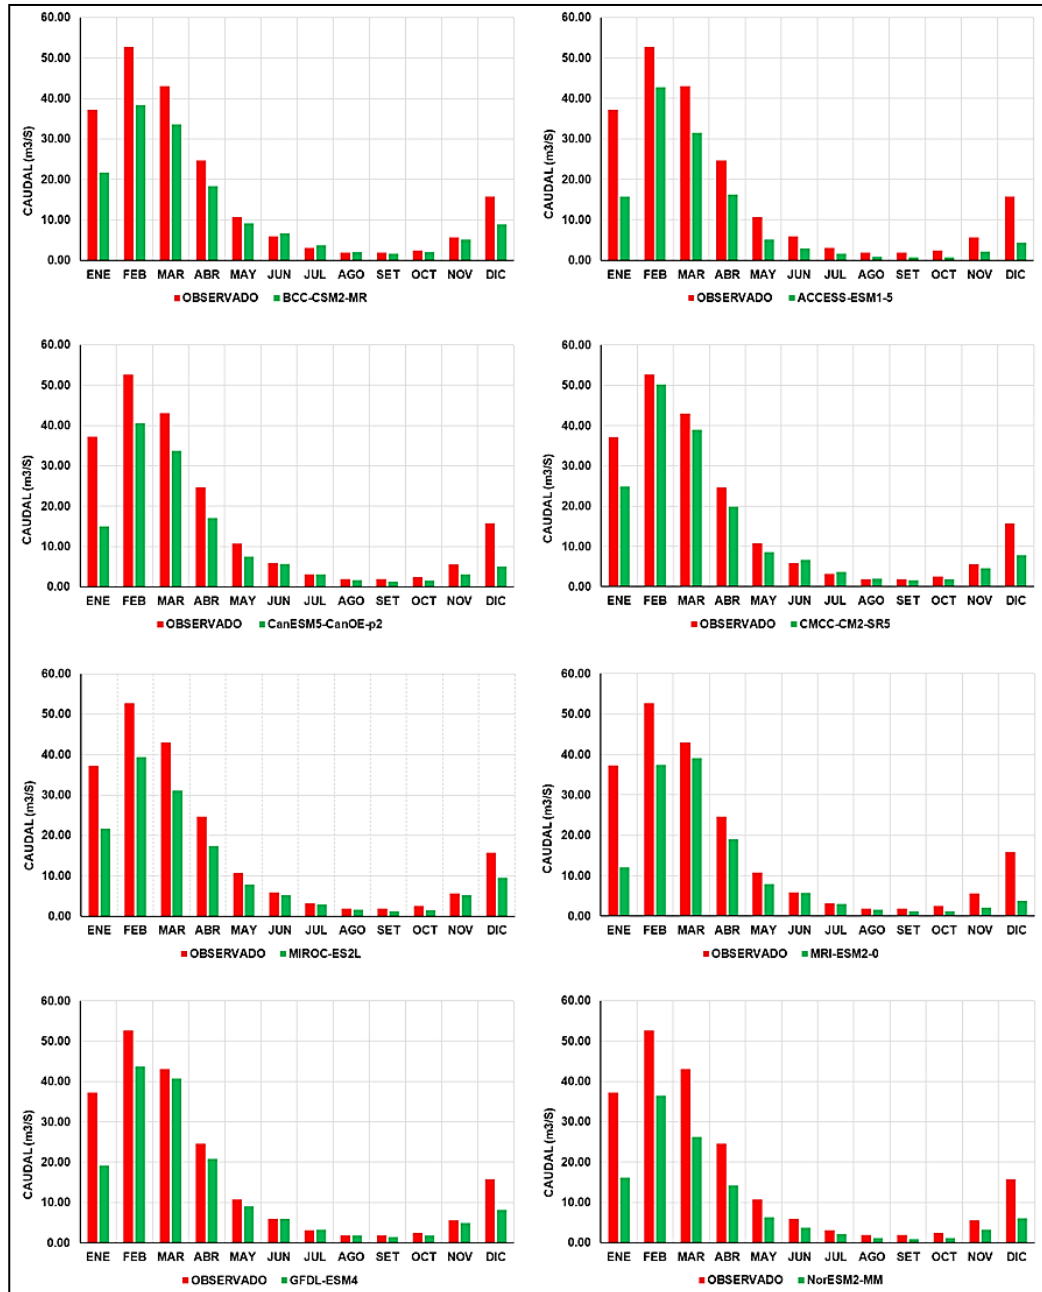 60.00
50.00
40.00
30.00
20.00
10.00
0.00
CAUDAL (m3/S)
ENE FEB MAR ABR MAY JUN JUL AGO SET OCT NOV DIC
OBSERVADO BCC-CSM2-MR
60.00
50.00
40.00
30.00
20.00
10.00
0.00
CAUDAL (m3/S)
ENE FEB MAR ABR MAY JUN JUL AGO SET OCT NOV DIC
OBSERVADO ACCESS-ESM1-5
60.00
50.00
40.00
30.00
20.00
10.00
0.00
CAUDAL (m3/S)
ENE FEB MAR ABR MAY JUN JUL AGO SET OCT NOV DIC
OBSERVADO CanESM5-CanOE-p2
60.00
50.00
40.00
30.00
20.00
10.00
0.00
CAUDAL (m3/S)
ENE FEB MAR ABR MAY JUN JUL AGO SET OCT NOV DIC
OBSERVADO CMCC-CM2-SR5
60.00
50.00
40.00
30.00
20.00
10.00
0.00
CAUDAL (m3/S)
ENE FEB MAR ABR MAY JUN JUL AGO SET OCT NOV DIC
OBSERVADO MIROC-ES2L
60.00
50.00
40.00
30.00
20.00
10.00
0.00
CAUDAL (m3/S)
ENE FEB MAR ABR MAY JUN JUL AGO SET OCT NOV DIC
OBSERVADO MRI-ESM2-0
60.00
50.00
40.00
30.00
20.00
10.00
0.00
CAUDAL (m3/S)
ENE FEB MAR ABR MAY JUN JUL AGO SET OCT NOV DIC
OBSERVADO GFDL-ESM4
60.00
50.00
40.00
30.00
20.00
10.00
0.00
CAUDAL (m3/S)
ENE FEB MAR ABR MAY JUN JUL AGO SET OCT NOV DIC
OBSERVADO NorESM2-MM